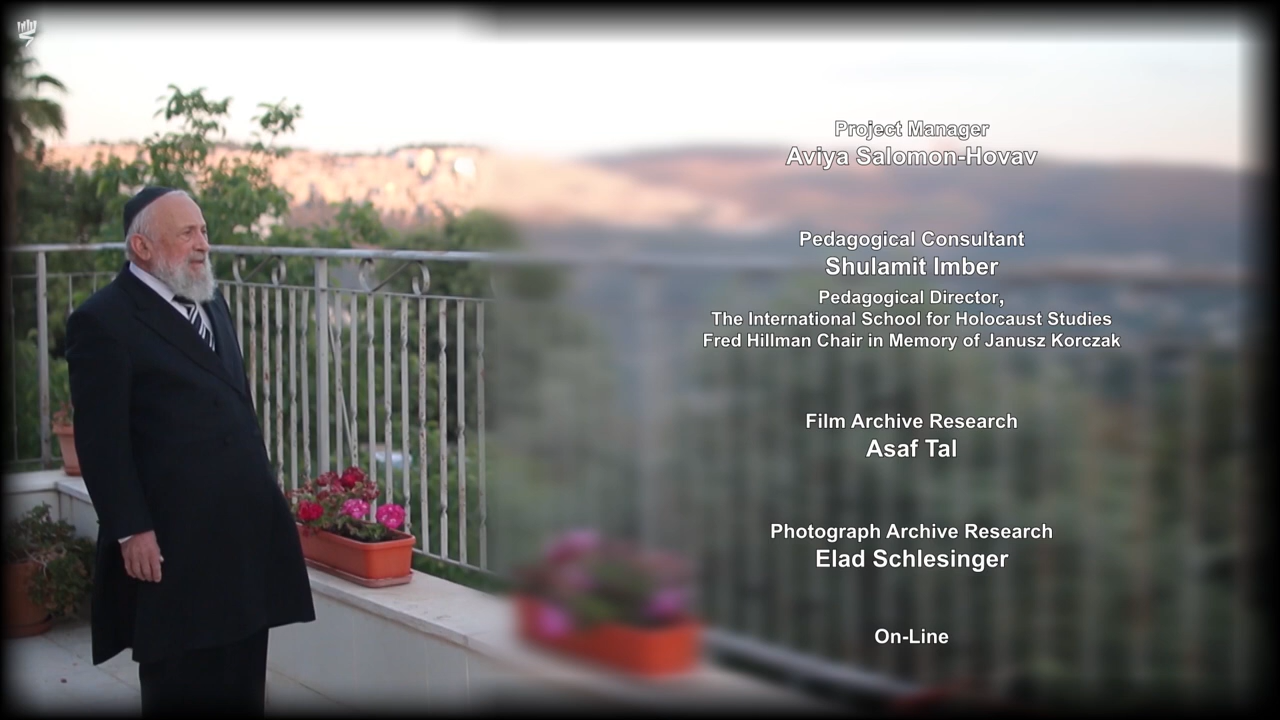 Project Manager
Aviya Salomon-Hovav
Pedagogical Consultant
Shulamit Imber
Pedagogical Director,
The International School for Holocaust Studies
Fred Hillman Chair in Memory of Janusz Korczak
Film Archive Research
Asaf Tal
Photograph Archive Research
Elad Schlesinger
On-Line